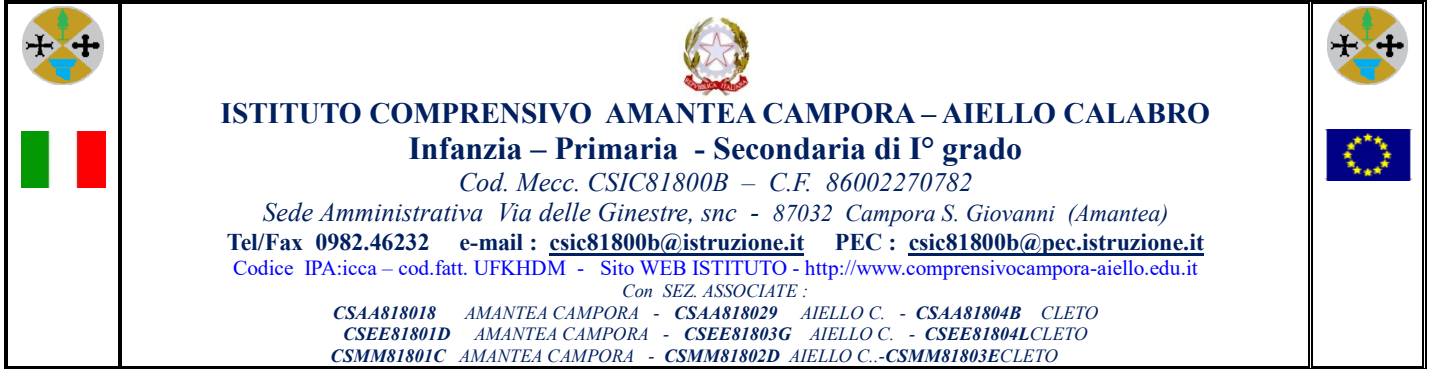 ISTITUTO COMPRENSIVO AMANTEA CAMPORA – AIELLO CALABRO
Infanzia – Primaria - Secondaria di I° grado
Cod. Mecc. CSIC81800B – C.F. 86002270782
Sede Amministrativa Via delle Ginestre, snc - 87032 Campora S. Giovanni (Amantea)
Tel/Fax 0982.46232 e-mail : csic81800b@istruzione.it PEC : csic81800b@pec.istruzione.it
Codice IPA:icca – cod.fatt. UFKHDM - Sito WEB ISTITUTO - http://www.comprensivocampora-aiello.edu.it
Con SEZ. ASSOCIATE :
CSAA818018 AMANTEA CAMPORA - CSAA818029 AIELLO C. - CSAA81804B CLETO
CSEE81801D AMANTEA CAMPORA - CSEE81803G AIELLO C. - CSEE81804LCLETO
CSMM81801C AMANTEA CAMPORA - CSMM81802D AIELLO C..-CSMM81803ECLETO